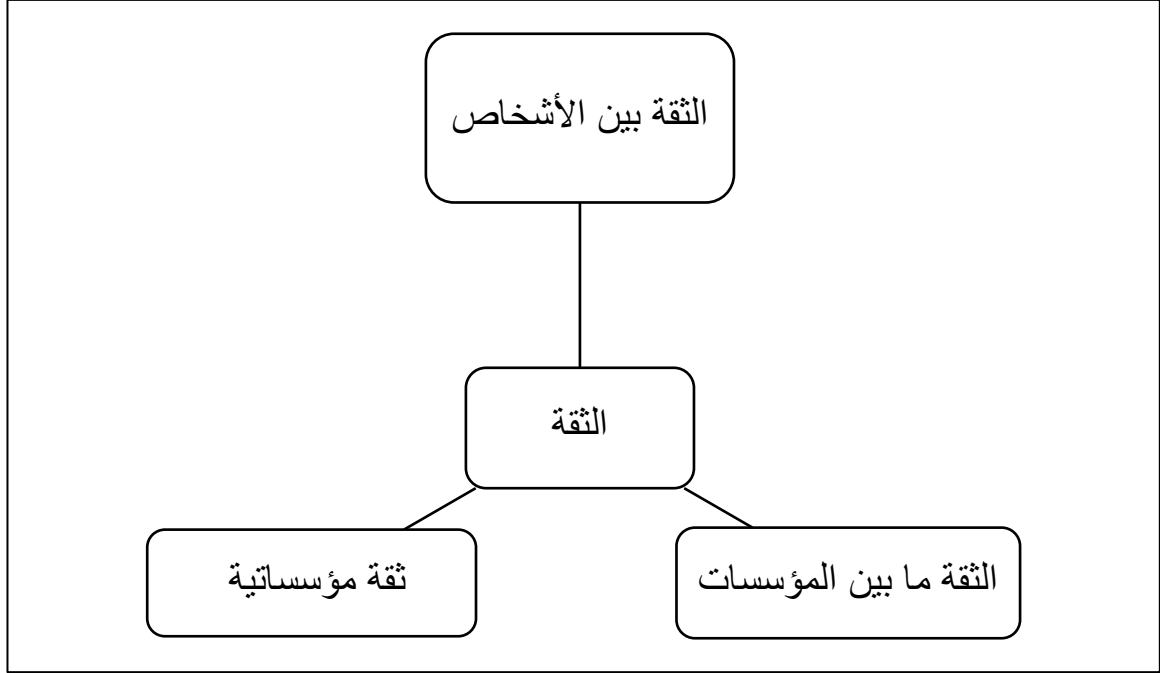 الثقة بين الأشخاص
الثقة
الثقة ما بين المؤسسات
ثقة مؤسساتية